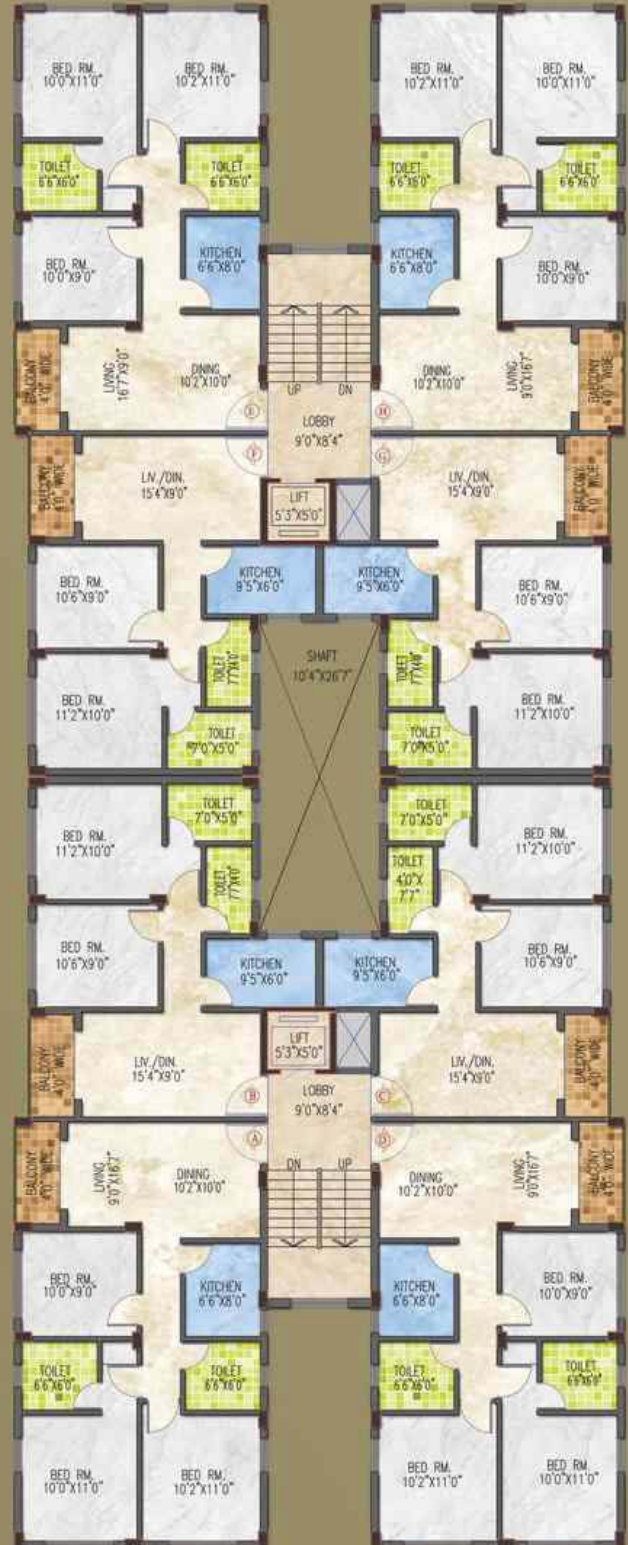 BED RM.
10'0"X11'0"
BED RM.
10'2"X11'0"
BED RM.
10'2"X11'0"
BED RM.
10'0"X11'0"
TOILET
6'6"X6'0"
TOILET
6'6"X6'0"
TOILET
6'6"X6'0"
TOILET
6'6"X6'0"
BED RM.
10'0"X9'0"
KITCHEN
6'6"X8'0"
KITCHEN
6'6"X8'0"
BED RM.
10'0"X9'0"
BALCONY
4'0" WIDE
LIVING
16'7"X9'0"
DINING
10'2"X10'0"
UP
DN
DINING
10'2"X10'0"
LIVING
9'0"X16'7"
BALCONY
4'0" WIDE
E
LOBBY
9'0"X8'4"
H
F
G
BALCONY
4'0" WIDE
LIV./DIN.
15'4"X9'0"
LIFT
5'3"X5'0"
LIV./DIN.
15'4"X9'0"
BALCONY
4'0" WIDE
BED RM.
10'6"X9'0"
KITCHEN
9'5"X6'0"
KITCHEN
9'5"X6'0"
BED RM.
10'6"X9'0"
BED RM.
11'2"X10'0"
TOILET
7'7"X4'0"
SHAFT
10'4"X26'7"
TOILET
7'7"X4'0"
BED RM.
11'2"X10'0"
TOILET
7'0"X5'0"
TOILET
7'0"X5'0"
BED RM.
11'2"X10'0"
TOILET
7'0"X5'0"
TOILET
7'0"X5'0"
BED RM.
11'2"X10'0"
TOILET
7'7"X4'0"
TOILET
4'0"X
7'7"
BED RM.
10'6"X9'0"
KITCHEN
9'5"X6'0"
KITCHEN
9'5"X6'0"
BED RM.
10'6"X9'0"
BALCONY
4'0" WIDE
LIV./DIN.
15'4"X9'0"
LIFT
5'3"X5'0"
LIV./DIN.
15'4"X9'0"
BALCONY
4'0" WIDE
B
LOBBY
9'0"X8'4"
C
A
D
BALCONY
4'0" WIDE
LIVING
9'0"X16'7"
DINING
10'2"X10'0"
DN
UP
DINING
10'2"X10'0"
LIVING
9'0"X16'7"
BALCONY
4'0" WIDE
BED RM.
10'0"X9'0"
KITCHEN
6'6"X8'0"
KITCHEN
6'6"X8'0"
BED RM.
10'0"X9'0"
TOILET
6'6"X6'0"
TOILET
6'6"X6'0"
TOILET
6'6"X6'0"
TOILET
6'6"X6'0"
BED RM.
10'0"X11'0"
BED RM.
10'2"X11'0"
BED RM.
10'2"X11'0"
BED RM.
10'0"X11'0"